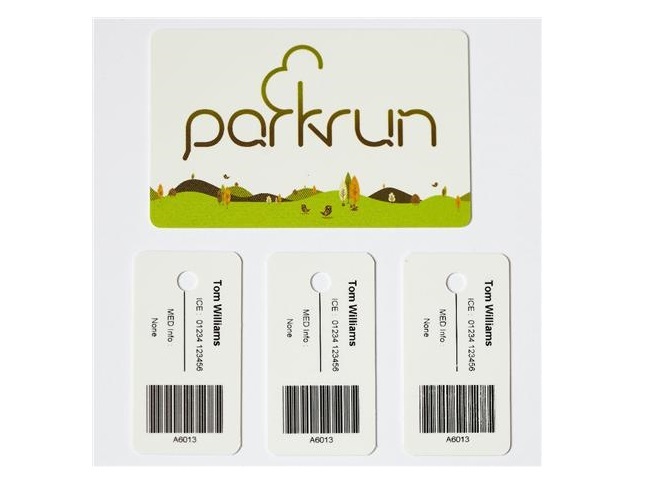 parkrun
Tom Williams
ICE : 01234 123456
MED Info :
None
A6013
Tom Williams
ICE : 01234 123456
MED Info :
None
A6013
Tom Williams
ICE : 01234 123456
MED Info :
None
A6013